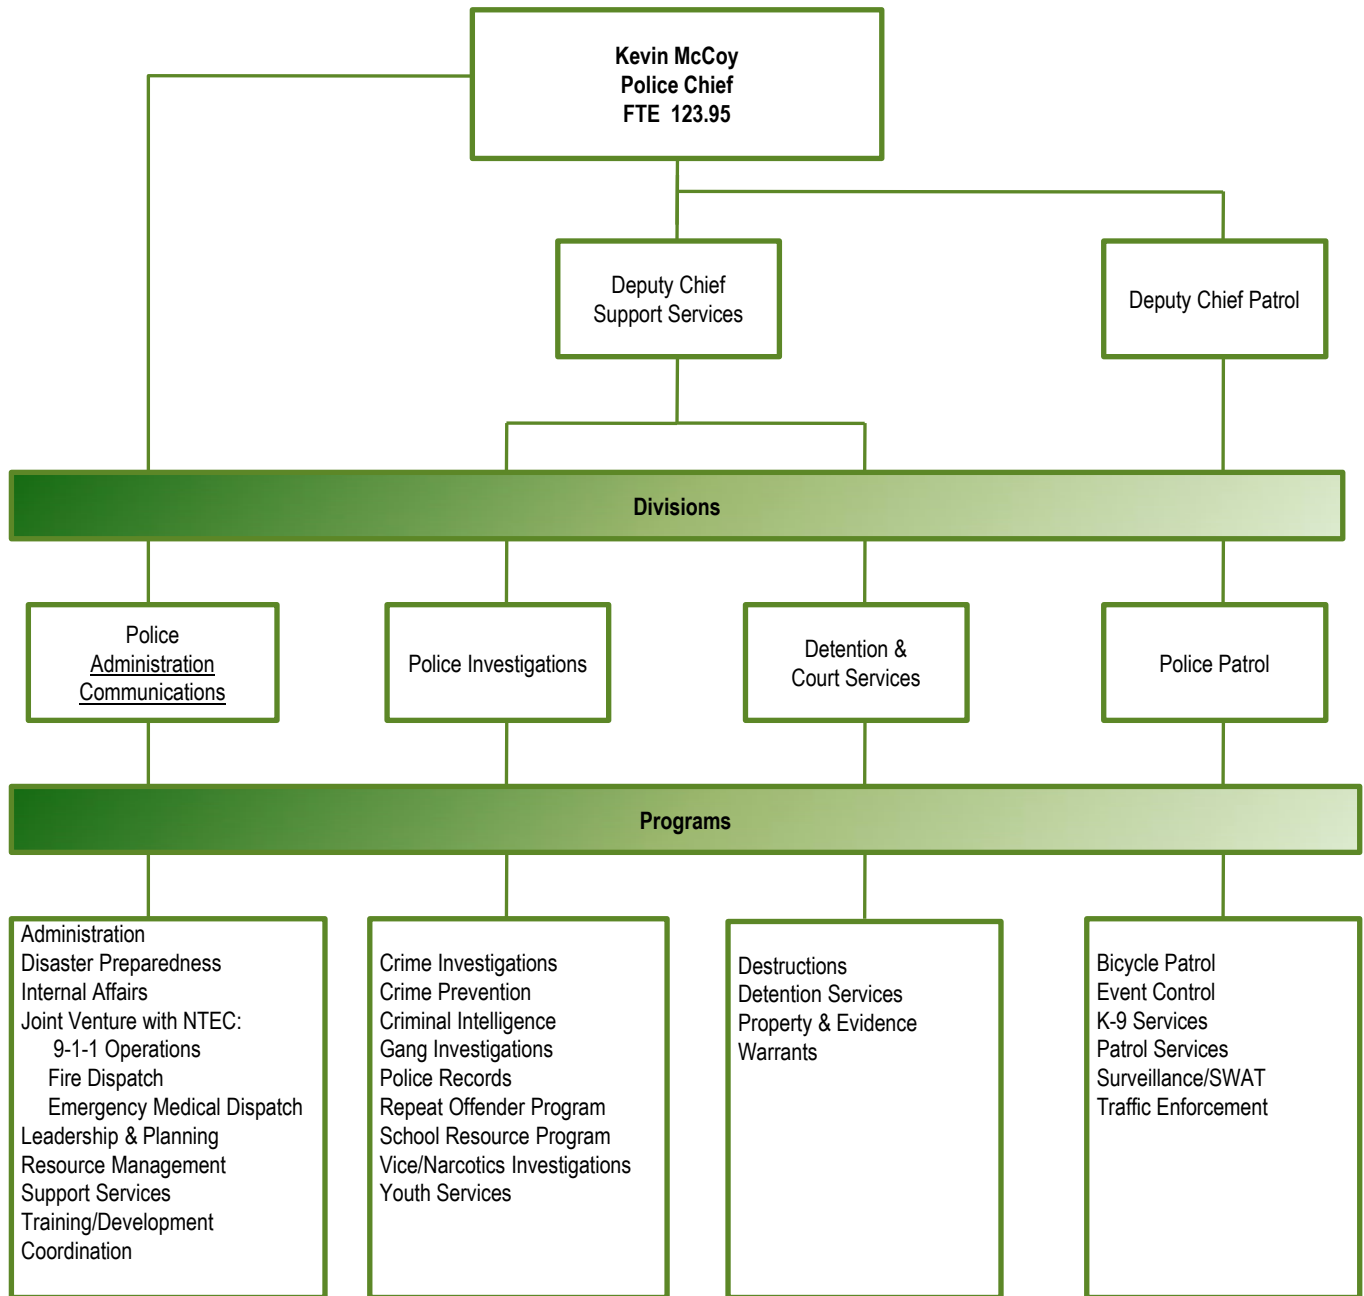 Kevin McCoy
Police Chief
FTE 123.95
Deputy Chief
Support Services
Deputy Chief Patrol
Divisions
Police
Administration
Communications
Police Investigations
Detention &
Court Services
Police Patrol
Programs
Administration
Disaster Preparedness
Internal Affairs
Joint Venture with NTEC:
9-1-1 Operations
Fire Dispatch
Emergency Medical Dispatch
Leadership & Planning
Resource Management
Support Services
Training/Development
Coordination
Crime Investigations
Crime Prevention
Criminal Intelligence
Gang Investigations
Police Records
Repeat Offender Program
School Resource Program
Vice/Narcotics Investigations
Youth Services
Destructions
Detention Services
Property & Evidence
Warrants
Bicycle Patrol
Event Control
K-9 Services
Patrol Services
Surveillance/SWAT
Traffic Enforcement